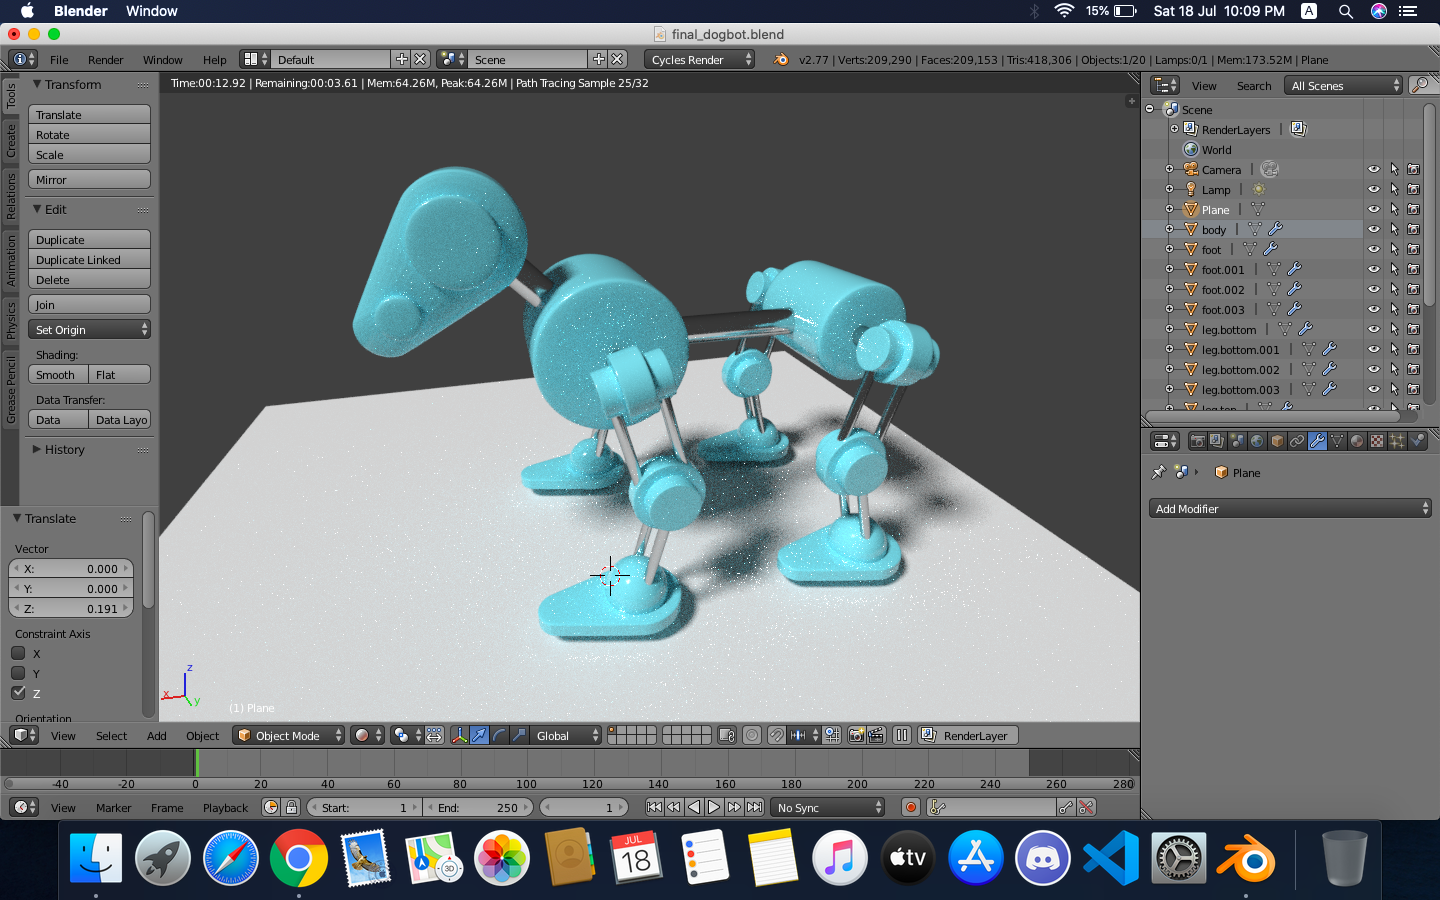 Blender Window 15% Sat 18 Jul 10:09 PM A
final_dogbot.blend
File Render Window Help Default Scene Cycles Render v2.77 | Verts:209,290 | Faces:209,153 | Tris:418,306 | Objects:1/20 | Lamps:0/1 | Mem:173.52M | Plane
Time:00:12.92 | Remaining:00:03.61 | Mem:64.26M, Peak:64.26M | Path Tracing Sample 25/32
Tools
Create
Relations
Animation
Physics
Grease Pencil
Transform
Translate
Rotate
Scale
Mirror
Edit
Duplicate
Duplicate Linked
Delete
Join
Set Origin
Shading:
Smooth Flat
Data Transfer:
Data Data Layo
History
Translate
Vector
X: 0.000
Y: 0.000
Z: 0.191
Constraint Axis
X
Y
Z
Orientation
z
x
y
(1) Plane
View Search All Scenes
Scene
RenderLayers |
World
Camera |
Lamp |
Plane |
body |
foot |
foot.001 |
foot.002 |
foot.003 |
leg.bottom |
leg.bottom.001 |
leg.bottom.002 |
leg.bottom.003 |
leg.top |
Plane
Add Modifier
View Select Add Object Object Mode Global RenderLayer
-40 -20 0 20 40 60 80 100 120 140 160 180 200 220 240 260 280
View Marker Frame Playback Start: 1 End: 250 1 No Sync
JUL
18
3D
tv